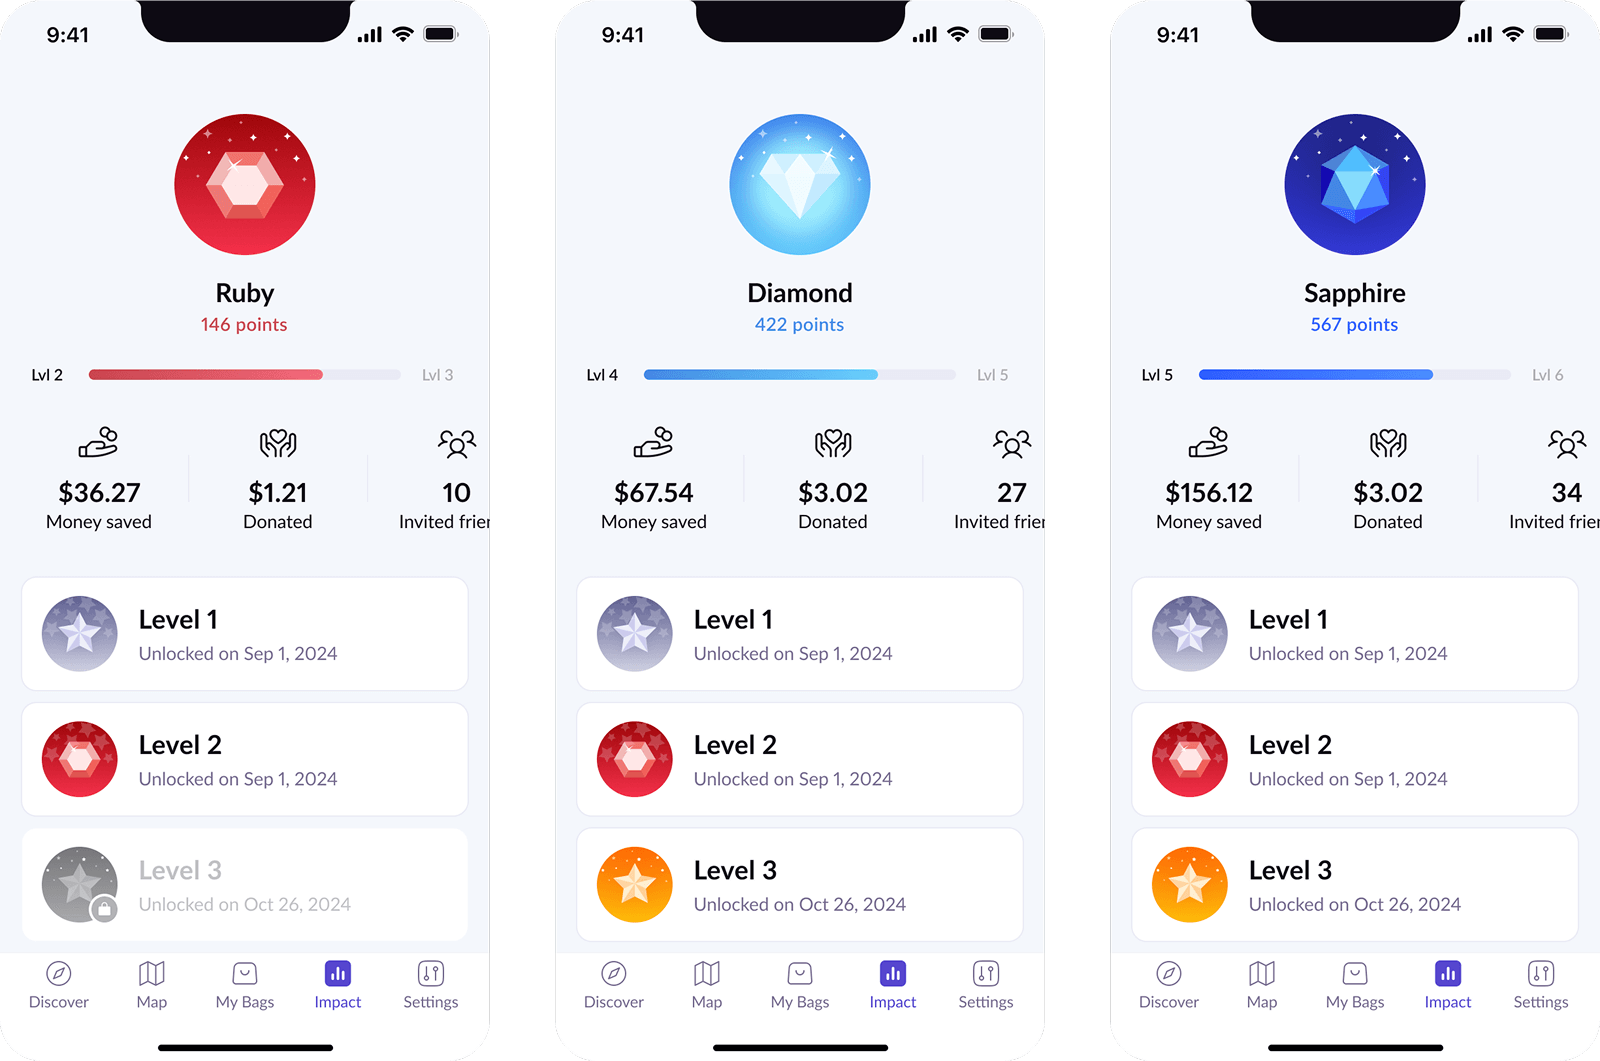 9:41
Ruby
146 points
Lvl 2
Lvl 3
$36.27
$1.21
10
Money saved
Donated
Invited frien
Level 1
Unlocked on Sep 1, 2024
Level 2
Unlocked on Sep 1, 2024
Level 3
Unlocked on Oct 26, 2024
Discover
Map
My Bags
Impact
Settings
9:41
Diamond
422 points
Lvl 4
Lvl 5
$67.54
$3.02
27
Money saved
Donated
Invited frien
Level 1
Unlocked on Sep 1, 2024
Level 2
Unlocked on Sep 1, 2024
Level 3
Unlocked on Oct 26, 2024
Discover
Map
My Bags
Impact
Settings
9:41
Sapphire
567 points
Lvl 5
Lvl 6
$156.12
$3.02
34
Money saved
Donated
Invited frien
Level 1
Unlocked on Sep 1, 2024
Level 2
Unlocked on Sep 1, 2024
Level 3
Unlocked on Oct 26, 2024
Discover
Map
My Bags
Impact
Settings